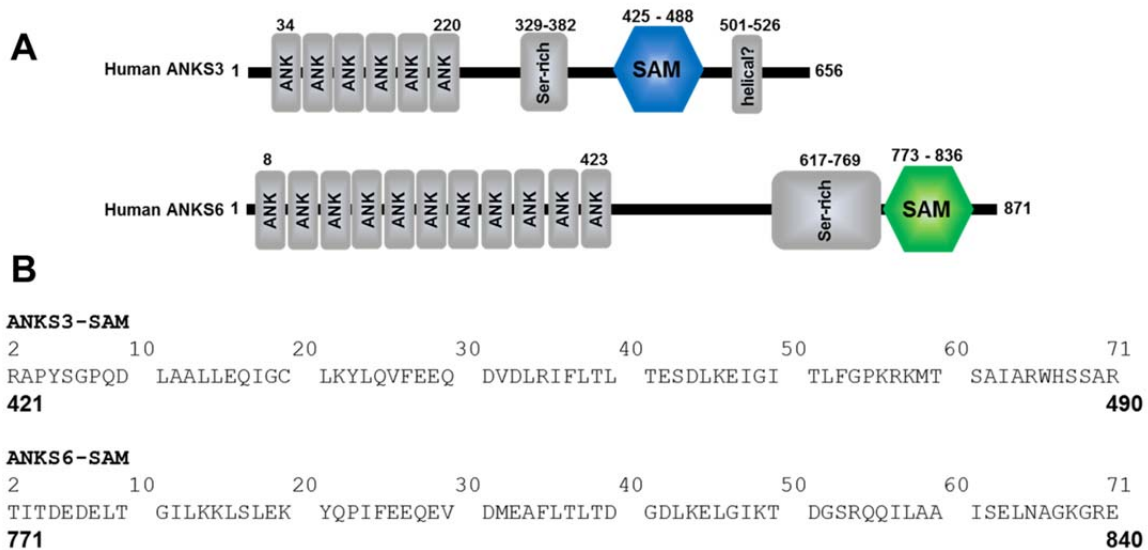 A
34 220 329-382 425 - 488 501-526
Human ANKS3 1 ANK ANK ANK ANK ANK ANK Ser-rich SAM helical? 656
8 423 617-769 773 - 836
Human ANKS6 1 ANK ANK ANK ANK ANK ANK ANK ANK ANK ANK ANK Ser-rich SAM 871
B
ANKS3-SAM
2 10 20 30 40 50 60 71
RAPYSGPQD LAALLEQIGC LKYLQVFEEQ DVDLRIFLTL TESDLKEIGI TLFGPKRKMT SAIARWHSSAR
421 490
ANKS6-SAM
2 10 20 30 40 50 60 71
TITDEDELT GILKKLSLEK YQPIFEEQEV DMEAFLTLTD GDLKELGIKT DGSRQQILAA ISELNAGKGRE
771 840